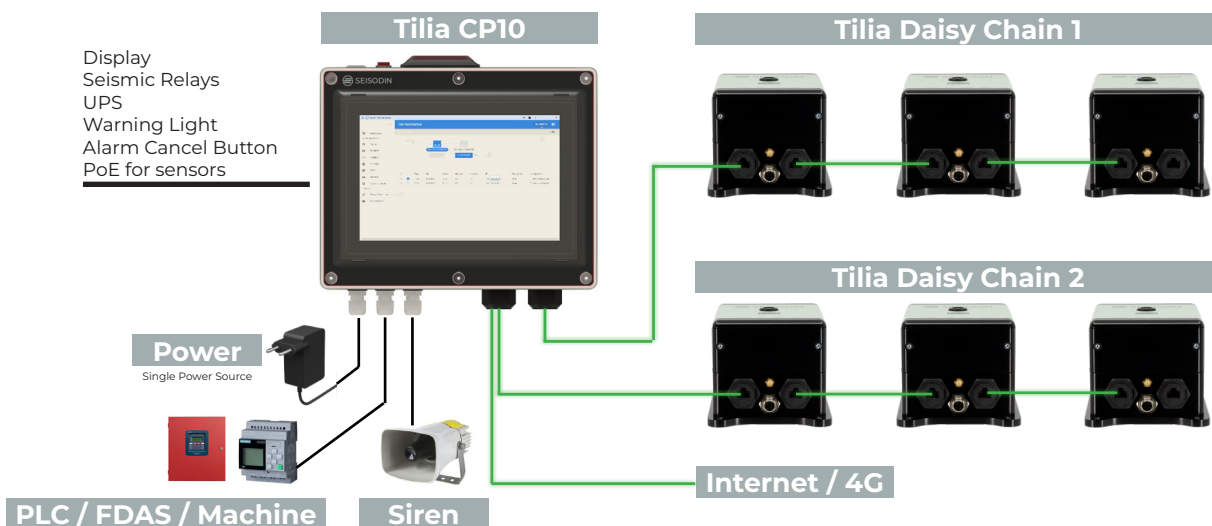 Tilia CP10
Tilia Daisy Chain 1
Display
Seismic Relays
UPS
Warning Light
Alarm Cancel Button
PoE for sensors
SEISODIN
Tilia Daisy Chain 2
Power
Single Power Source
Internet / 4G
PLC / FDAS / Machine
Siren